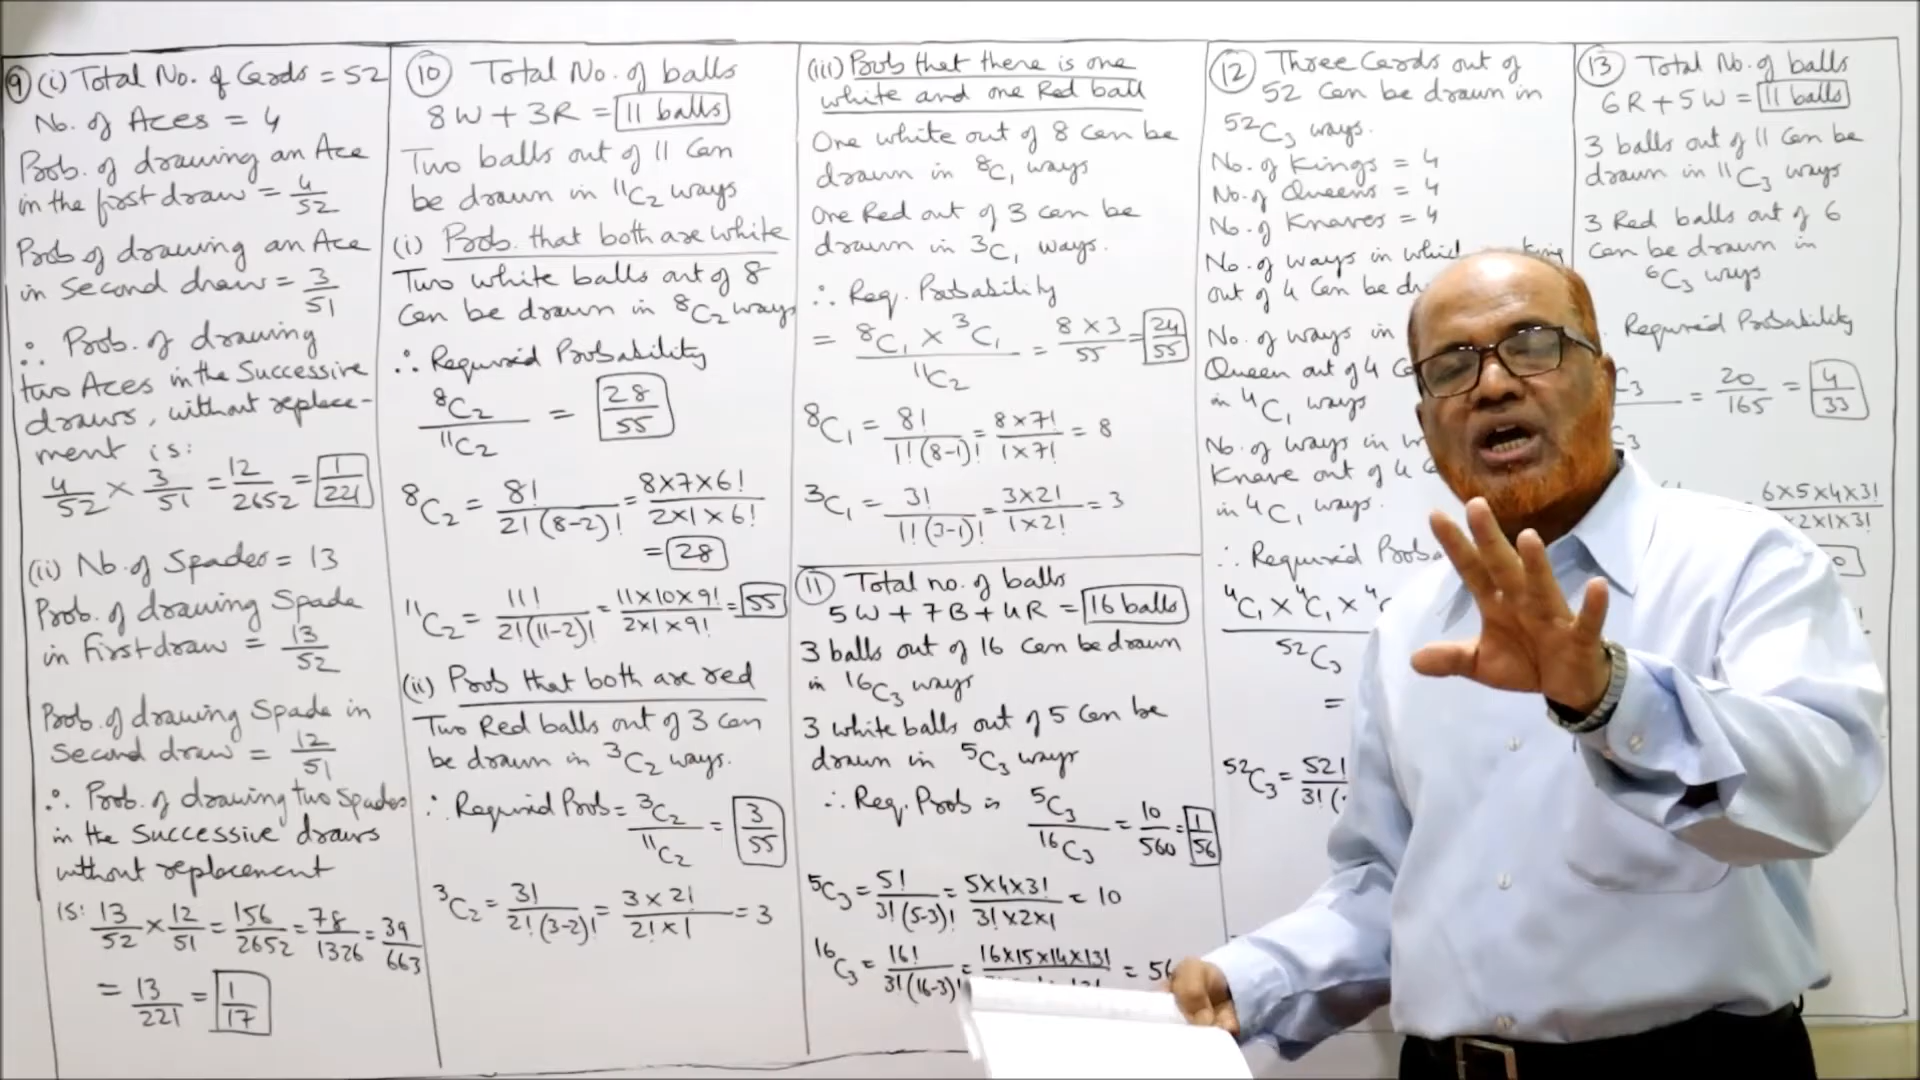 9 (i) Total No. of Cards = 52
No. of Aces = 4
Prob. of drawing an Ace
in the first draw = 4/52
Prob of drawing an Ace
in Second draw = 3/51
∴ Prob. of drawing
two Aces in the Successive
draws, without replace-
ment is:
4/52 × 3/51 = 12/2652 = 1/221
(ii) No. of Spades = 13
Prob. of drawing Spade
in First draw = 13/52
Prob. of drawing Spade in
Second draw = 12/51
∴ Prob. of drawing two Spades
in the Successive draws
without replacement
is: 13/52 × 12/51 = 156/2652 = 78/1326 = 39/663
= 13/221 = 1/17
10 Total No. of balls
8W + 3R = 11 balls
Two balls out of 11 Can
be drawn in ¹¹C₂ ways
(i) Prob. that both are white
Two white balls out of 8
Can be drawn in ⁸C₂ ways
∴ Required Probability
⁸C₂/¹¹C₂ = 28/55
⁸C₂ = 8!/2!(8-2)! = 8×7×6!/2×1×6!
= 28
¹¹C₂ = 11!/2!(11-2)! = 11×10×9!/2×1×9! = 55
(ii) Prob that both are red
Two Red balls out of 3 can
be drawn in ³C₂ ways.
∴ Required Prob = ³C₂/¹¹C₂ = 3/55
³C₂ = 3!/2!(3-2)! = 3×2!/2!×1 = 3
(iii) Prob that there is one
white and one Red ball
One white out of 8 can be
drawn in ⁸C₁ ways
One Red out of 3 can be
drawn in ³C₁ ways.
∴ Req. Probability
= ⁸C₁ × ³C₁/¹¹C₂ = 8×3/55 = 24/55
⁸C₁ = 8!/1!(8-1)! = 8×7!/1×7! = 8
³C₁ = 3!/1!(3-1)! = 3×2!/1×2! = 3
11 Total no. of balls
5W + 7B + 4R = 16 balls
3 balls out of 16 Can be drawn
in ¹⁶C₃ ways
3 white balls out of 5 Can be
drawn in ⁵C₃ ways
∴ Req. Prob is ⁵C₃/¹⁶C₃ = 10/560 = 1/56
⁵C₃ = 5!/3!(5-3)! = 5×4×3!/3!×2×1 = 10
¹⁶C₃ = 16!/3!(16-3)! = 16×15×14×13! = 56
12 Three Cards out of
52 Can be drawn in
⁵²C₃ ways.
No. of Kings = 4
No. of Queens = 4
No. of Knaves = 4
No. of ways in which
out of 4 Can be
No. of ways in
Queen out of 4
in ⁴C₁ ways
No. of ways in
Knave out of 4
in ⁴C₁ ways.
∴ Required
⁴C₁ × ⁴C₁ ×
⁵²C₃
=
⁵²C₃ = 52!/3!(
13 Total No. of balls
6R + 5W = 11 balls
3 balls out of 11 Can be
drawn in ¹¹C₃ ways
3 Red balls out of 6
Can be drawn in
⁶C₃ ways
Required Probability
C₃ = 20/165 = 4/33
6×5×4×3!
×2×1×3!